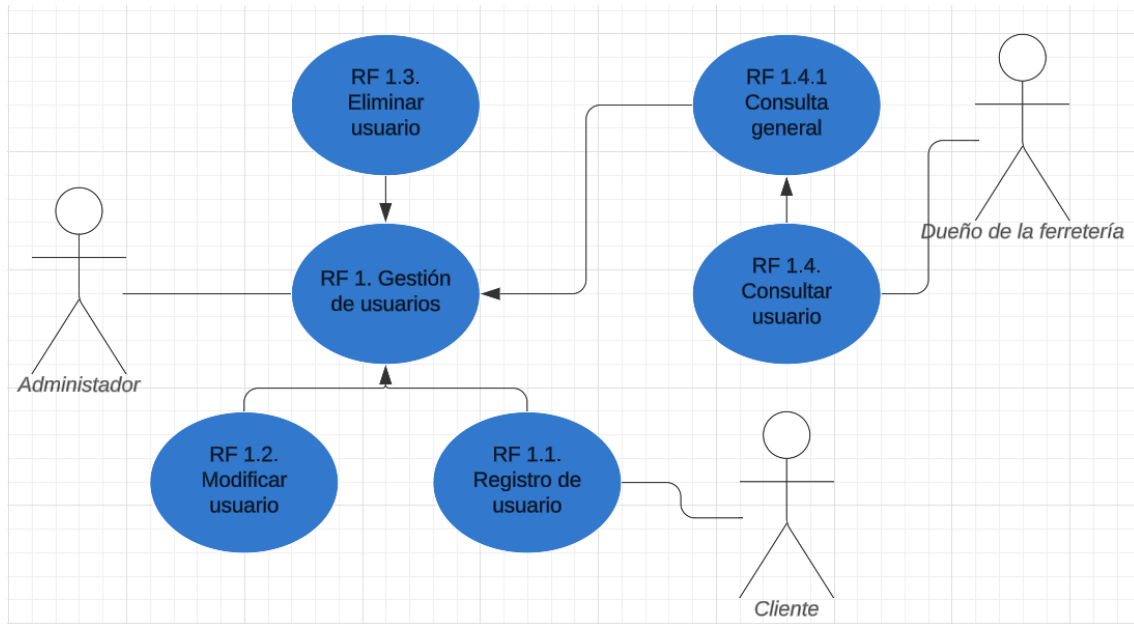 RF 1.3.
Eliminar
usuario
RF 1.4.1
Consulta
general
Dueño de la ferretería
RF 1. Gestión
de usuarios
RF 1.4.
Consultar
usuario
Administador
RF 1.2.
Modificar
usuario
RF 1.1.
Registro de
usuario
Cliente